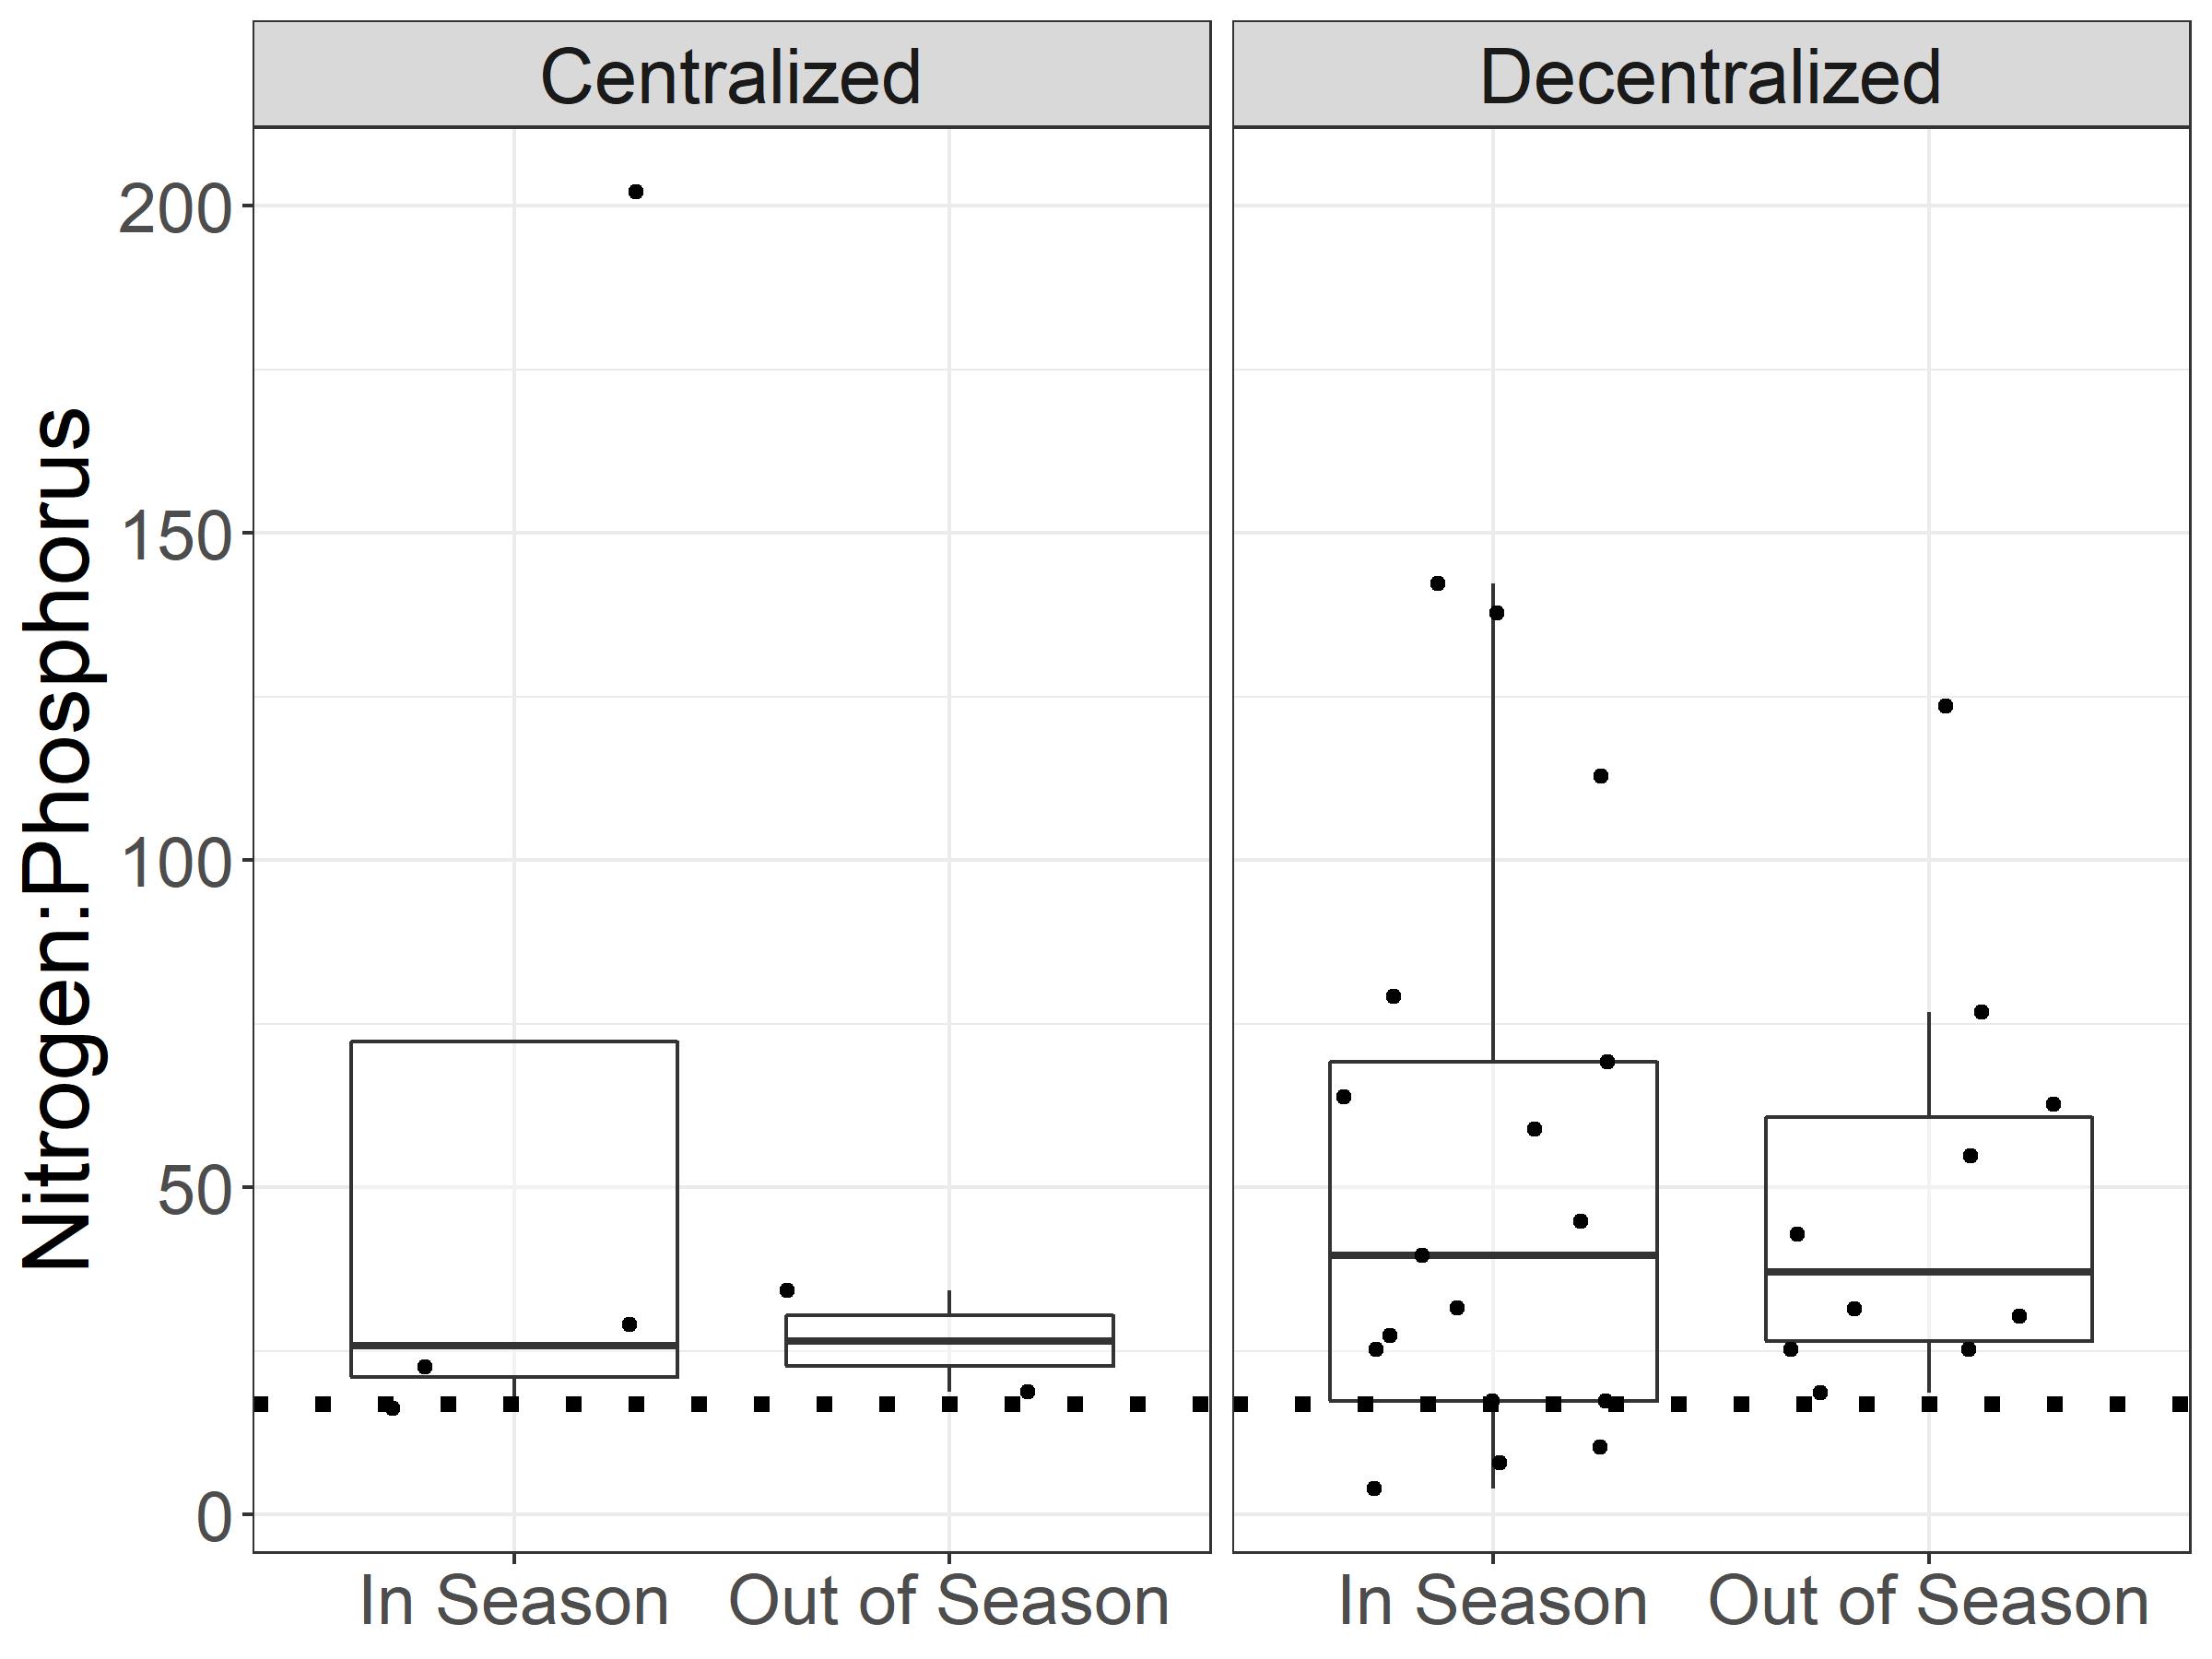 Centralized
Decentralized
Nitrogen:Phosphorus
200
150
100
50
0
In Season
Out of Season
In Season
Out of Season